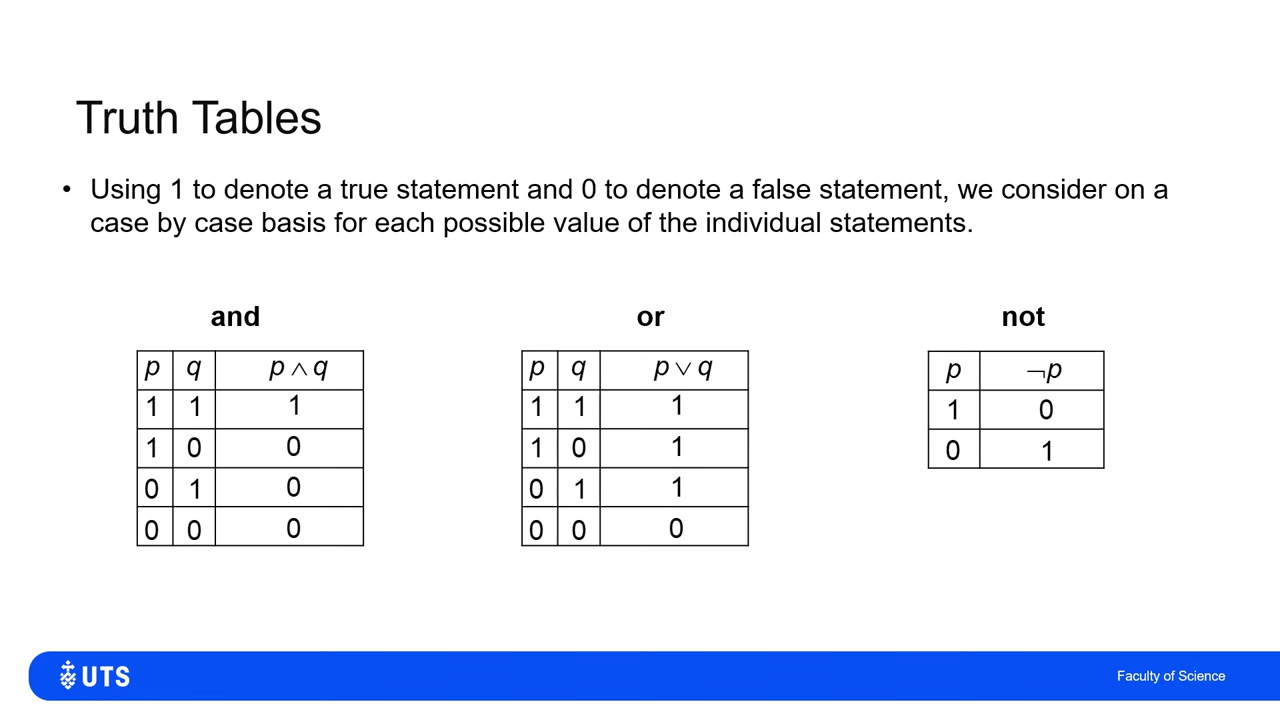 Truth Tables
• Using 1 to denote a true statement and 0 to denote a false statement, we consider on a
case by case basis for each possible value of the individual statements.
and
p q p ∧ q
1 1 1
1 0 0
0 1 0
0 0 0
or
p q p ∨ q
1 1 1
1 0 1
0 1 1
0 0 0
not
p ¬p
1 0
0 1
UTS
Faculty of Science